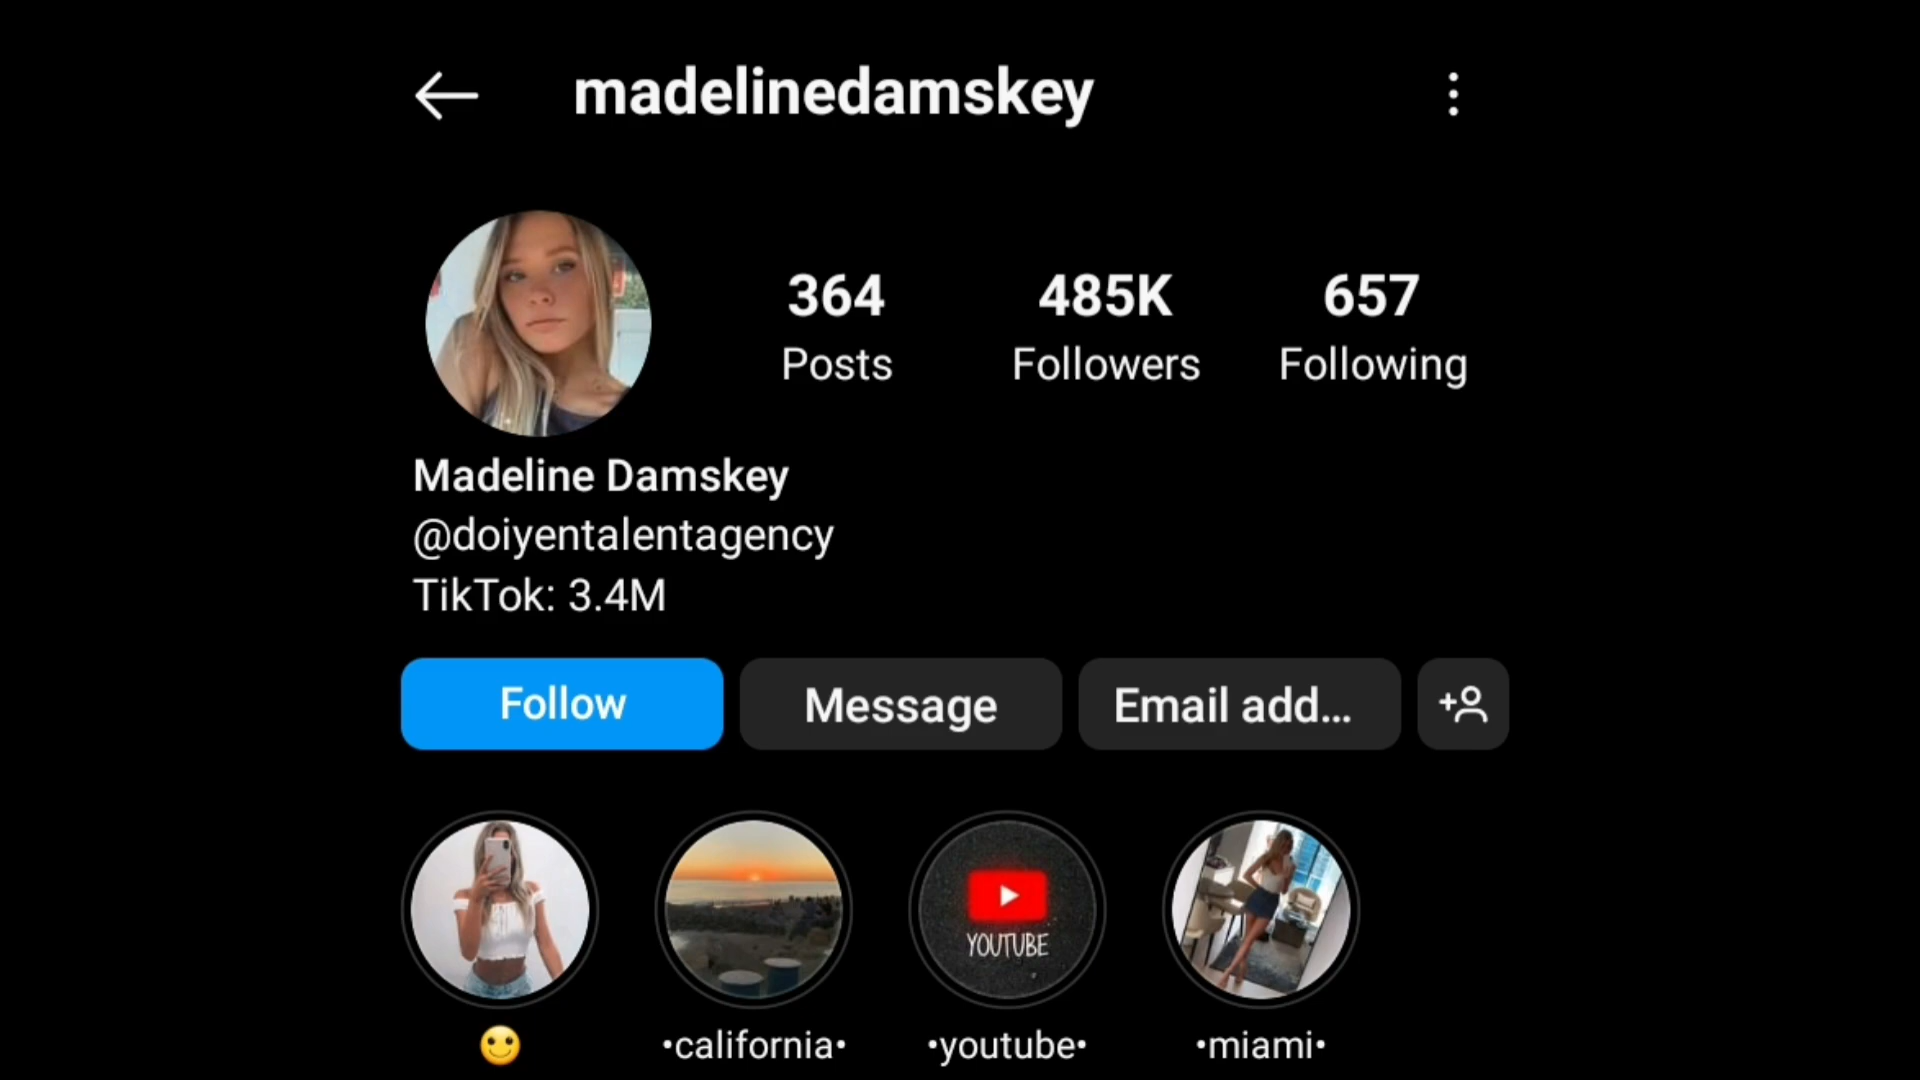 madelinedamskey
364 485K 657
Posts Followers Following
Madeline Damskey
@doiyentalentagency
TikTok: 3.4M
Follow Message Email add...
YOUTUBE
•california• •youtube• •miami•